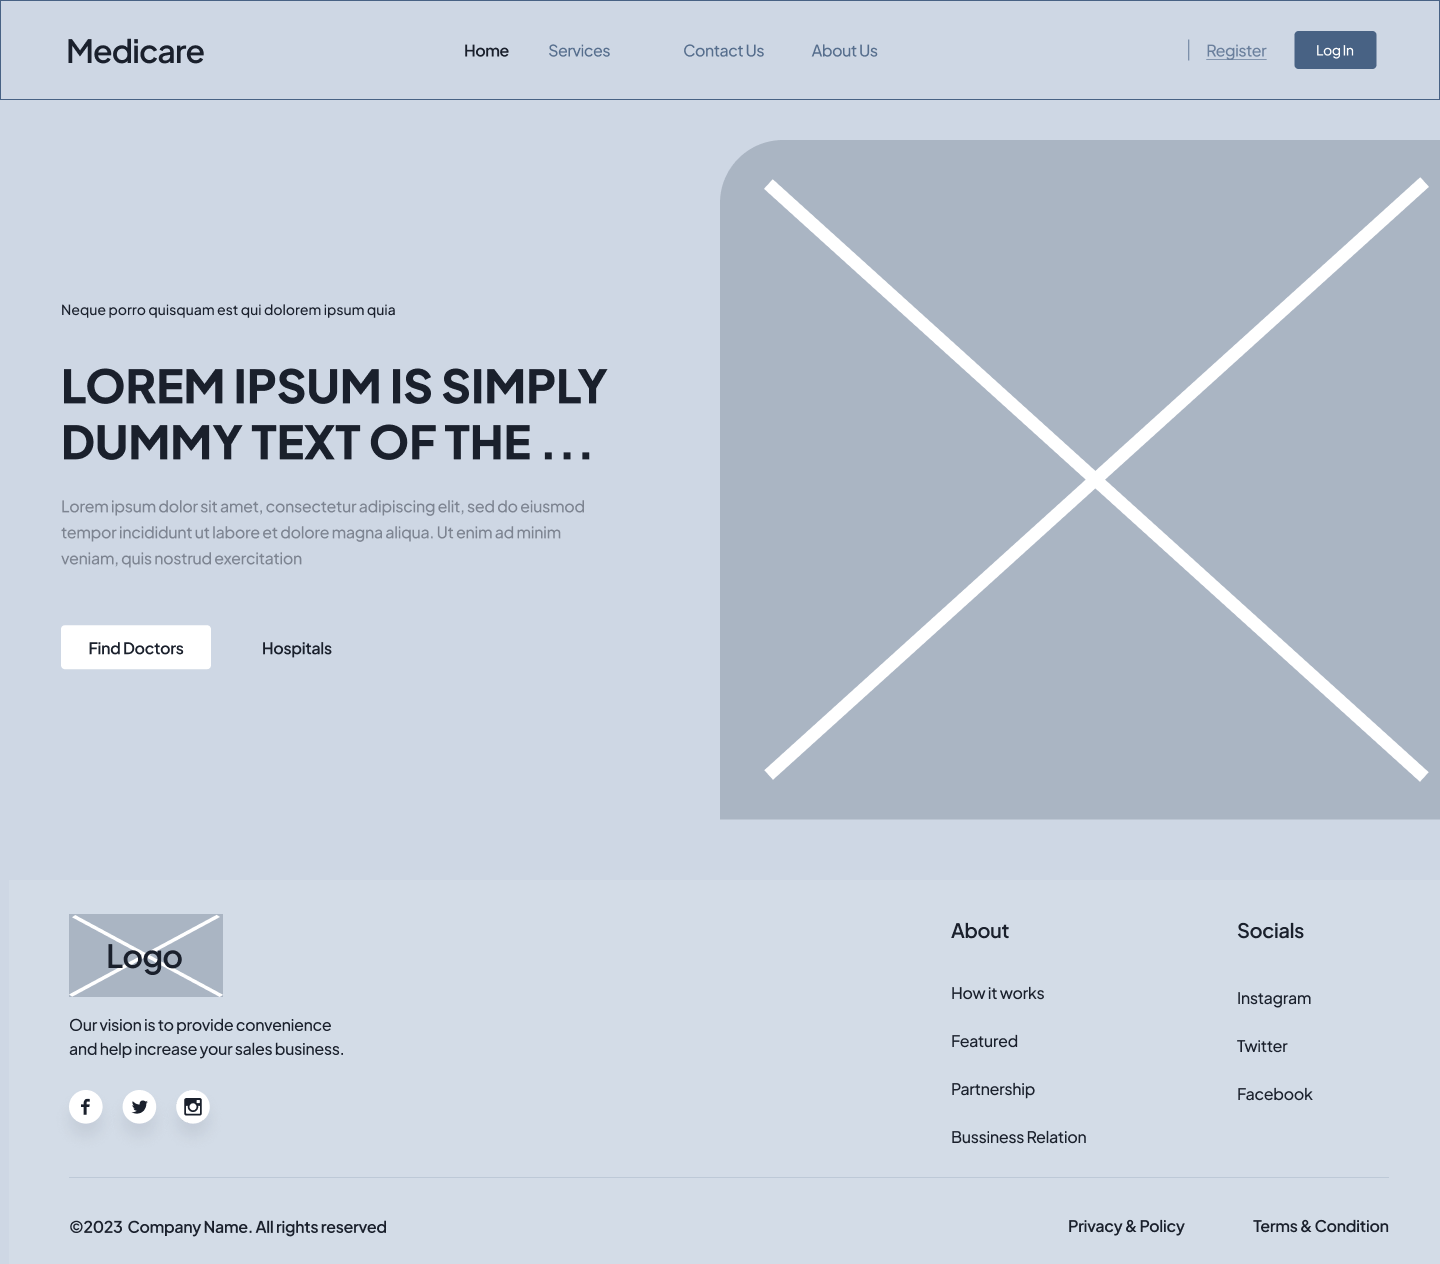 Medicare
Home
Services
Contact Us
About Us
Register
Log In
Neque porro quisquam est qui dolorem ipsum quia
LOREM IPSUM IS SIMPLY
DUMMY TEXT OF THE ...
Lorem ipsum dolor sit amet, consectetur adipiscing elit, sed do eiusmod
tempor incididunt ut labore et dolore magna aliqua. Ut enim ad minim
veniam, quis nostrud exercitation
Find Doctors
Hospitals
Logo
Our vision is to provide convenience
and help increase your sales business.
About
How it works
Featured
Partnership
Bussiness Relation
Socials
Instagram
Twitter
Facebook
©2023 Company Name. All rights reserved
Privacy & Policy
Terms & Condition